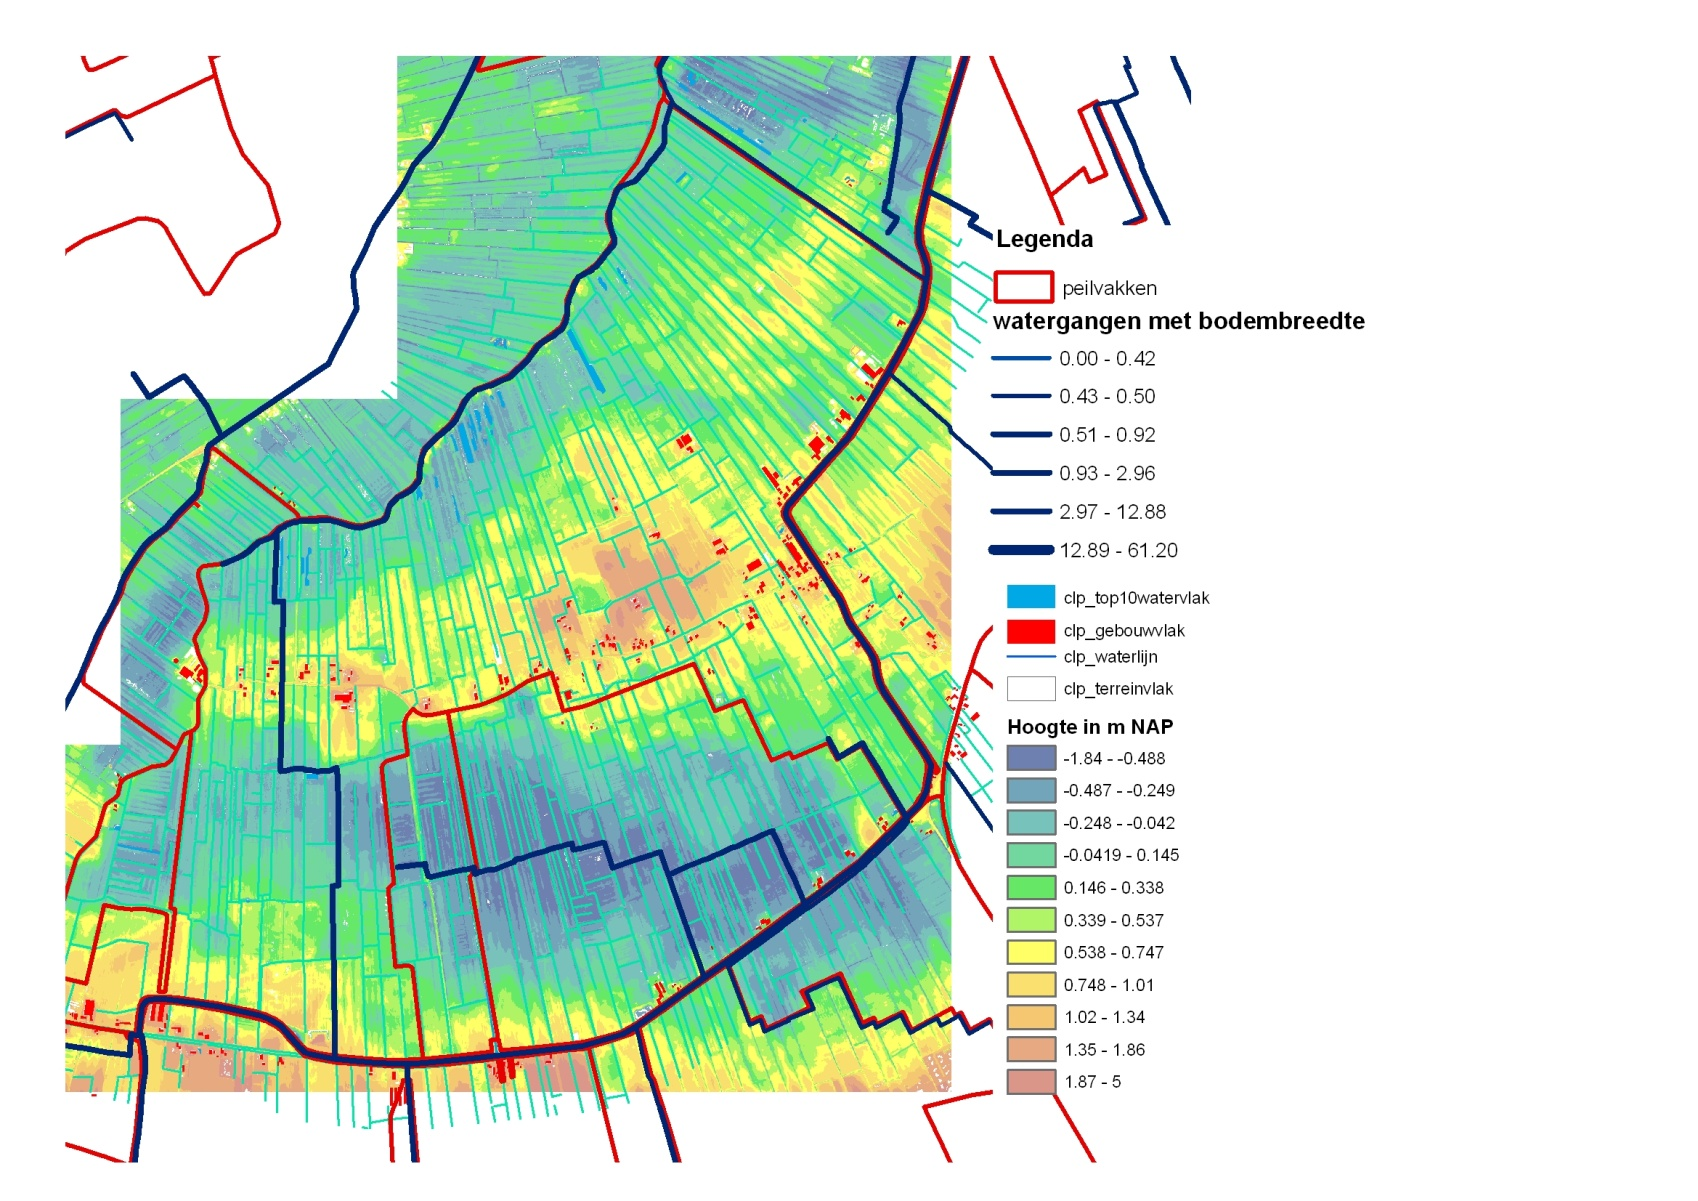 Legenda
peilvakken
watergangen met bodembreedte
0.00 - 0.42
0.43 - 0.50
0.51 - 0.92
0.93 - 2.96
2.97 - 12.88
12.89 - 61.20
clp_top10watervlak
clp_gebouwvlak
clp_waterlijn
clp_terreinvlak
Hoogte in m NAP
-1.84 - -0.488
-0.487 - -0.249
-0.248 - -0.042
-0.0419 - 0.145
0.146 - 0.338
0.339 - 0.537
0.538 - 0.747
0.748 - 1.01
1.02 - 1.34
1.35 - 1.86
1.87 - 5